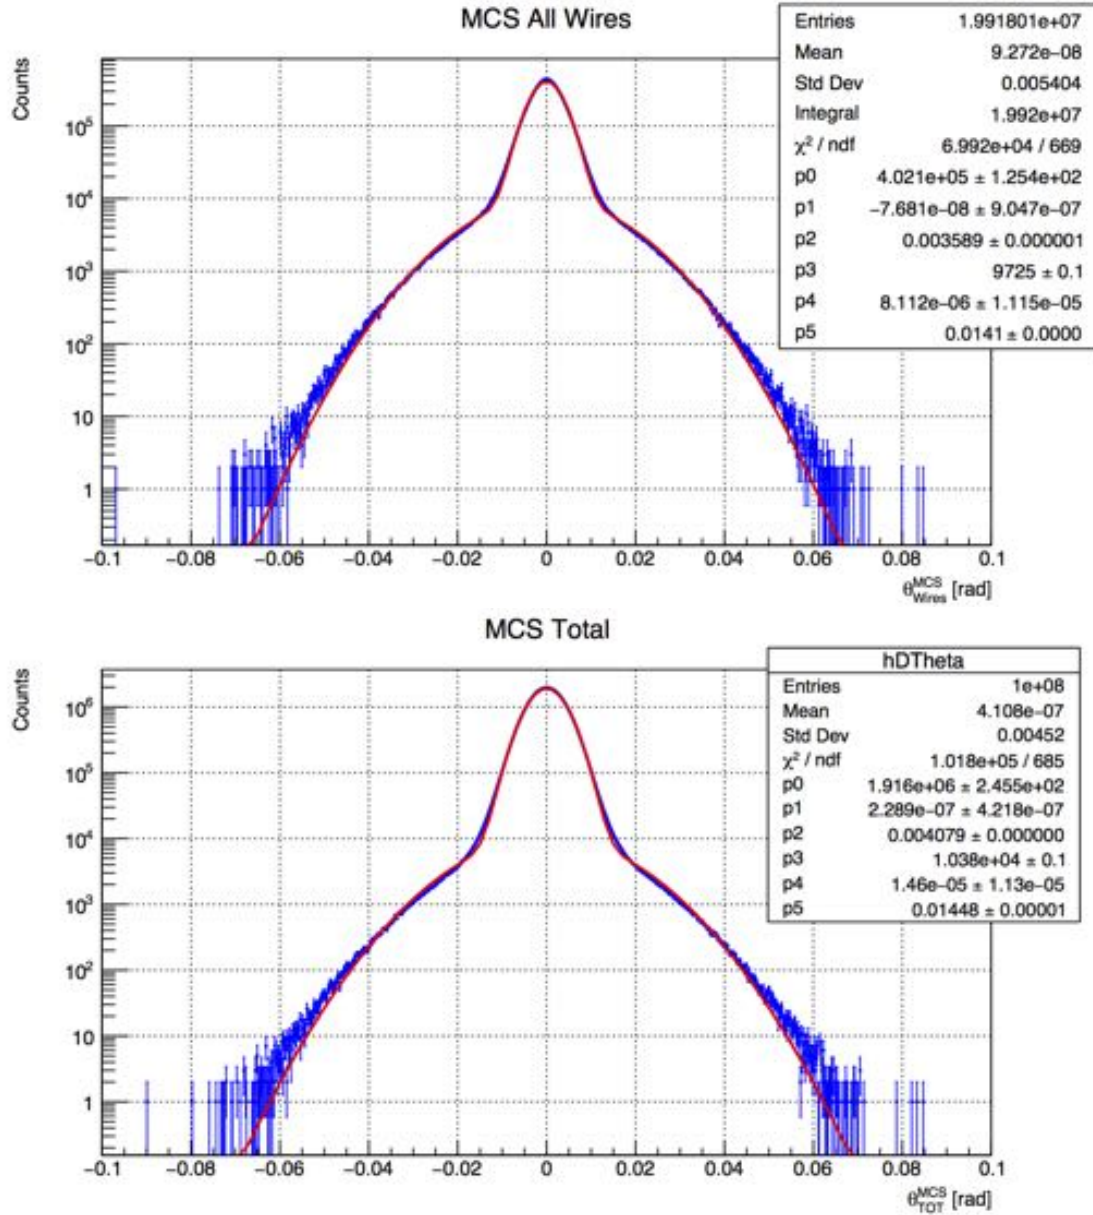 MCS All Wires
Entries 1.991801e+07
Mean 9.272e−08
Std Dev 0.005404
Integral 1.992e+07
χ² / ndf 6.992e+04 / 669
p0 4.021e+05 ± 1.254e+02
p1 −7.681e−08 ± 9.047e−07
p2 0.003589 ± 0.000001
p3 9725 ± 0.1
p4 8.112e−06 ± 1.115e−05
p5 0.0141 ± 0.0000
Counts
10⁵
10⁴
10³
10²
10
1
−0.1 −0.08 −0.06 −0.04 −0.02 0 0.02 0.04 0.06 0.08 0.1
θ^MCS_Wires [rad]
MCS Total
hDTheta
Entries 1e+08
Mean 4.108e−07
Std Dev 0.00452
χ² / ndf 1.018e+05 / 685
p0 1.916e+06 ± 2.455e+02
p1 2.289e−07 ± 4.218e−07
p2 0.004079 ± 0.000000
p3 1.038e+04 ± 0.1
p4 1.46e−05 ± 1.13e−05
p5 0.01448 ± 0.00001
Counts
10⁶
10⁵
10⁴
10³
10²
10
1
−0.1 −0.08 −0.06 −0.04 −0.02 0 0.02 0.04 0.06 0.08 0.1
θ^MCS_TOT [rad]